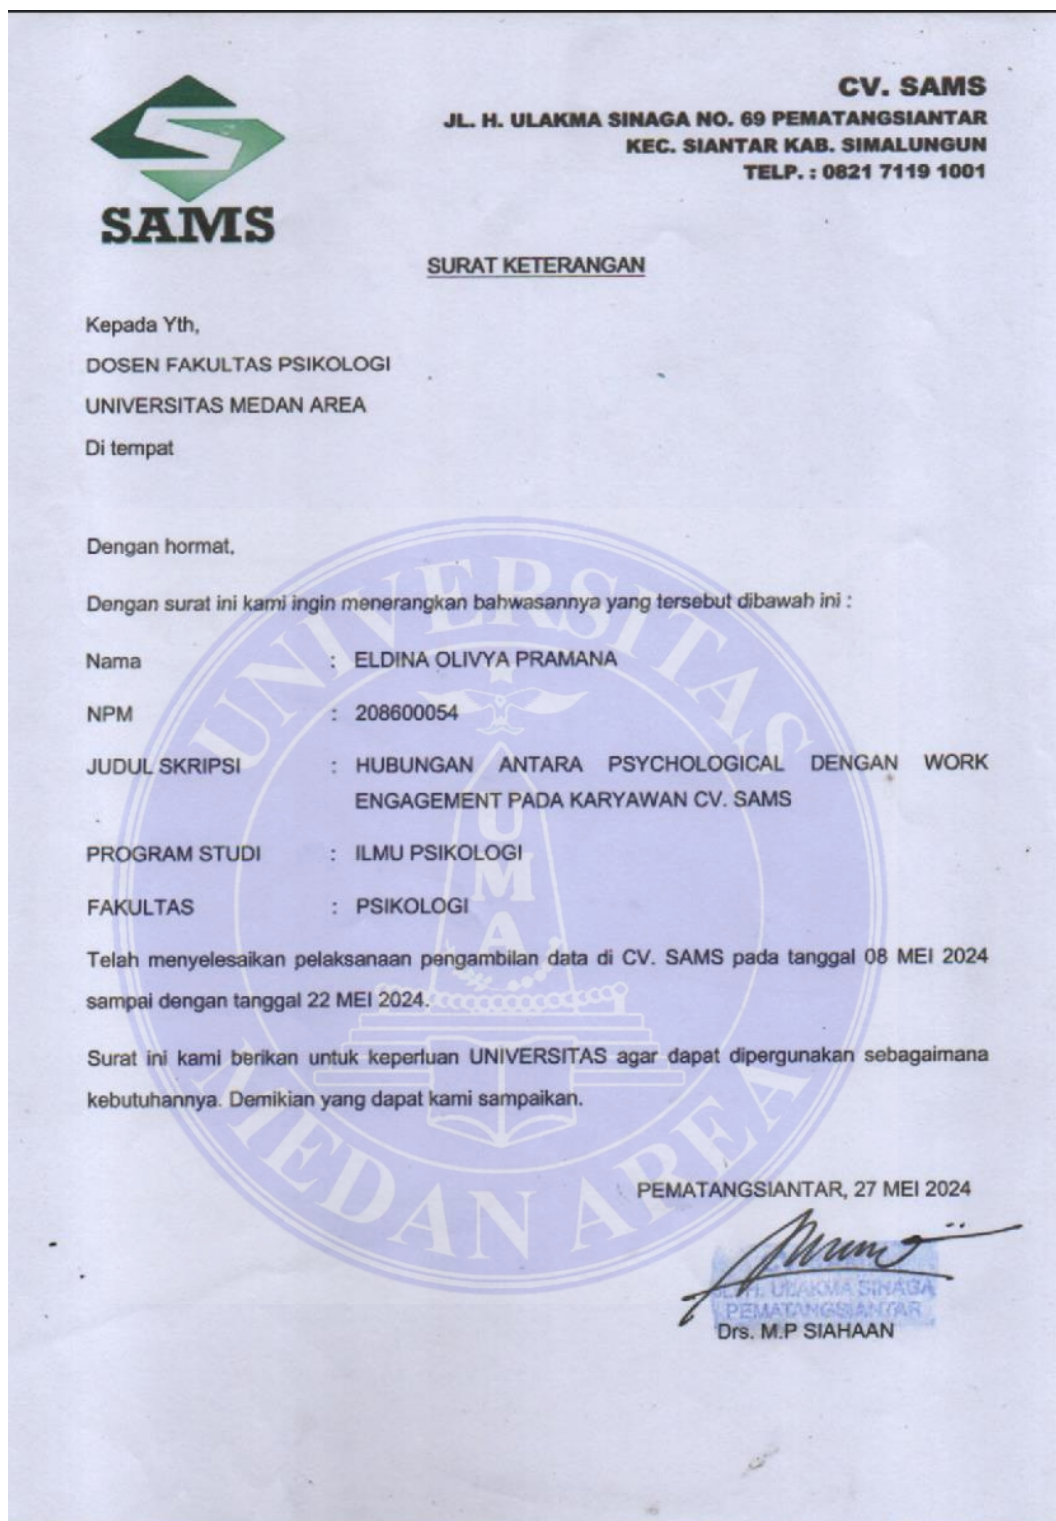 CV. SAMS
JL. H. ULAKMA SINAGA NO. 69 PEMATANGSIANTAR
KEC. SIANTAR KAB. SIMALUNGUN
TELP. : 0821 7119 1001
SAMS
SURAT KETERANGAN
Kepada Yth,
DOSEN FAKULTAS PSIKOLOGI
UNIVERSITAS MEDAN AREA
Di tempat
Dengan hormat,
Dengan surat ini kami ingin menerangkan bahwasannya yang tersebut dibawah ini :
Nama : ELDINA OLIVYA PRAMANA
NPM : 208600054
JUDUL SKRIPSI : HUBUNGAN ANTARA PSYCHOLOGICAL DENGAN WORK
ENGAGEMENT PADA KARYAWAN CV. SAMS
PROGRAM STUDI : ILMU PSIKOLOGI
FAKULTAS : PSIKOLOGI
Telah menyelesaikan pelaksanaan pengambilan data di CV. SAMS pada tanggal 08 MEI 2024
sampai dengan tanggal 22 MEI 2024.
Surat ini kami berikan untuk keperluan UNIVERSITAS agar dapat dipergunakan sebagaimana
kebutuhannya. Demikian yang dapat kami sampaikan.
UNIVERSITAS
UMA
MEDAN AREA
PEMATANGSIANTAR, 27 MEI 2024
JL. H. ULAKMA SINAGA
PEMATANGSIANTAR
Drs. M.P SIAHAAN